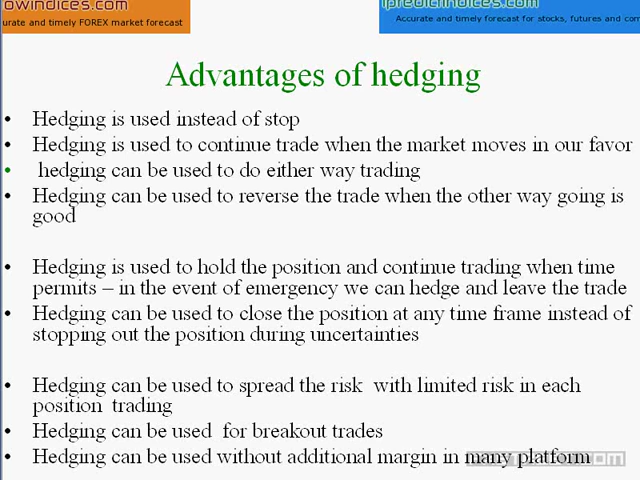 owindices.com
urate and timely FOREX market forecast
ipredictindices.com
Accurate and timely forecast for stocks, futures and com
Advantages of hedging
• Hedging is used instead of stop
• Hedging is used to continue trade when the market moves in our favor
• hedging can be used to do either way trading
• Hedging can be used to reverse the trade when the other way going is
good
• Hedging is used to hold the position and continue trading when time
permits – in the event of emergency we can hedge and leave the trade
• Hedging can be used to close the position at any time frame instead of
stopping out the position during uncertainties
• Hedging can be used to spread the risk with limited risk in each
position trading
• Hedging can be used for breakout trades
• Hedging can be used without additional margin in many platform